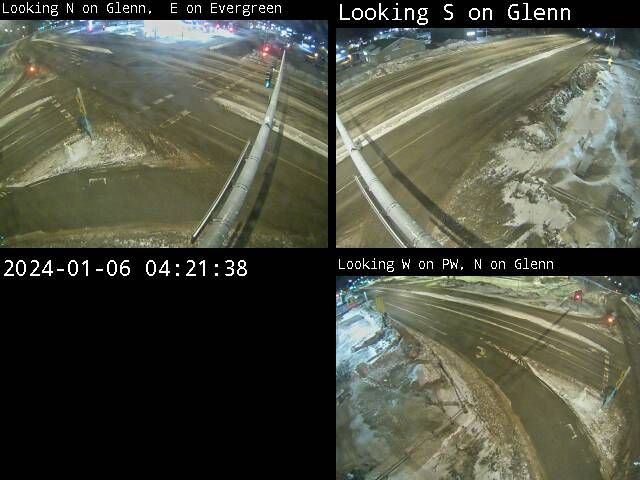 Looking N on Glenn, E on Evergreen
Looking S on Glenn
2024-01-06 04:21:38
Looking W on PW, N on Glenn